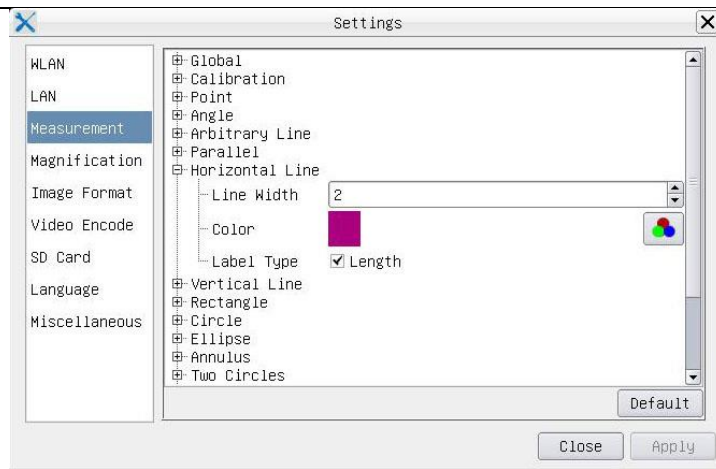 Settings
WLAN
LAN
Measurement
Magnification
Image Format
Video Encode
SD Card
Language
Miscellaneous
Global
Calibration
Point
Angle
Arbitrary Line
Parallel
Horizontal Line
Line Width 2
Color
Label Type Length
Vertical Line
Rectangle
Circle
Ellipse
Annulus
Two Circles
Default
Close Apply